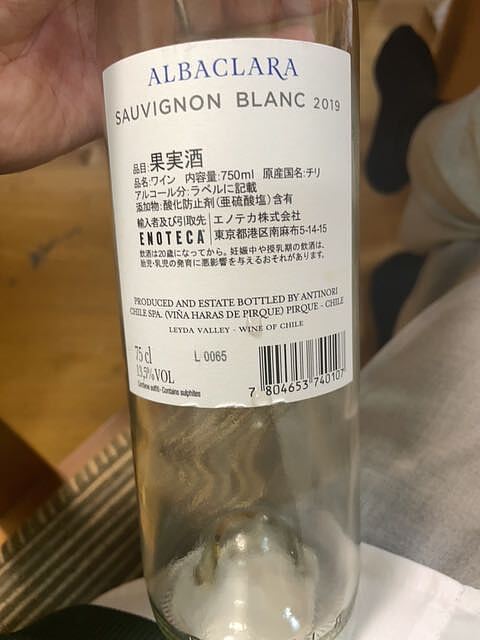 ALBACLARA
SAUVIGNON BLANC 2019
品目:果実酒
品名:ワイン 内容量:750ml 原産国名:チリ
アルコール分:ラベルに記載
添加物:酸化防止剤(亜硫酸塩)含有
輸入者及び引取先 エノテカ株式会社
ENOTECA 東京都港区南麻布5-14-15
飲酒は20歳になってから。妊娠中や授乳期の飲酒は、
胎児・乳児の発育に悪影響を与えるおそれがあります。
PRODUCED AND ESTATE BOTTLED BY ANTINORI
CHILE SPA. (VIÑA HARAS DE PIRQUE) PIRQUE - CHILE
LEYDA VALLEY - WINE OF CHILE
75 cl L 0065
13,5% VOL
Contiene sulfiti - Contains sulphites
7 804653 740107